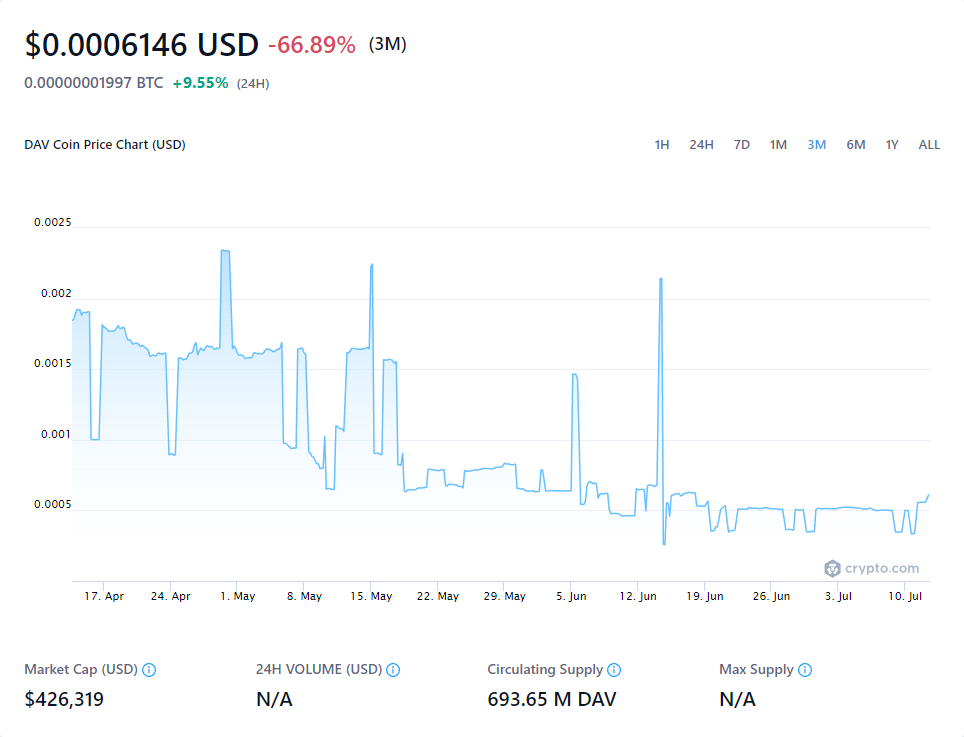 $0.0006146 USD -66.89% (3M)
0.00000001997 BTC +9.55% (24H)
DAV Coin Price Chart (USD) 1H 24H 7D 1M 3M 6M 1Y ALL
0.0025
0.002
0.0015
0.001
0.0005
crypto.com
17. Apr 24. Apr 1. May 8. May 15. May 22. May 29. May 5. Jun 12. Jun 19. Jun 26. Jun 3. Jul 10. Jul
Market Cap (USD) 24H VOLUME (USD) Circulating Supply Max Supply
$426,319 N/A 693.65 M DAV N/A